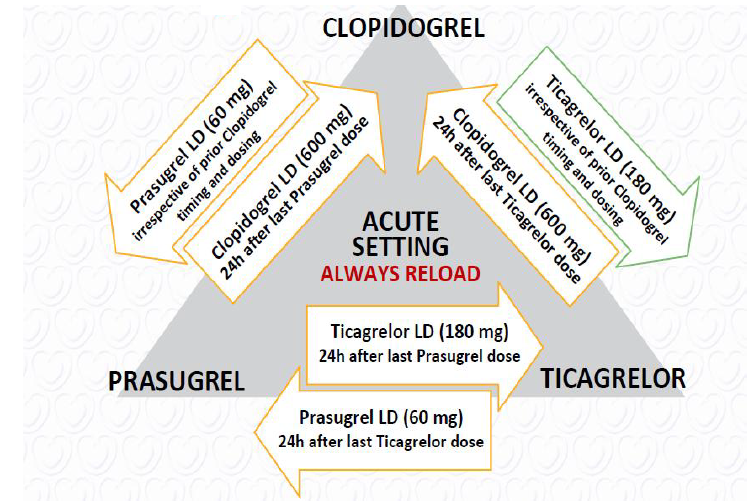 CLOPIDOGREL
Prasugrel LD (60 mg)
irrespective of prior Clopidogrel
timing and dosing
Clopidogrel LD (600 mg)
24h after last Prasugrel dose
Clopidogrel LD (600 mg)
24h after last Ticagrelor dose
Ticagrelor LD (180 mg)
irrespective of prior Clopidogrel
timing and dosing
ACUTE
SETTING
ALWAYS RELOAD
Ticagrelor LD (180 mg)
24h after last Prasugrel dose
PRASUGREL
TICAGRELOR
Prasugrel LD (60 mg)
24h after last Ticagrelor dose